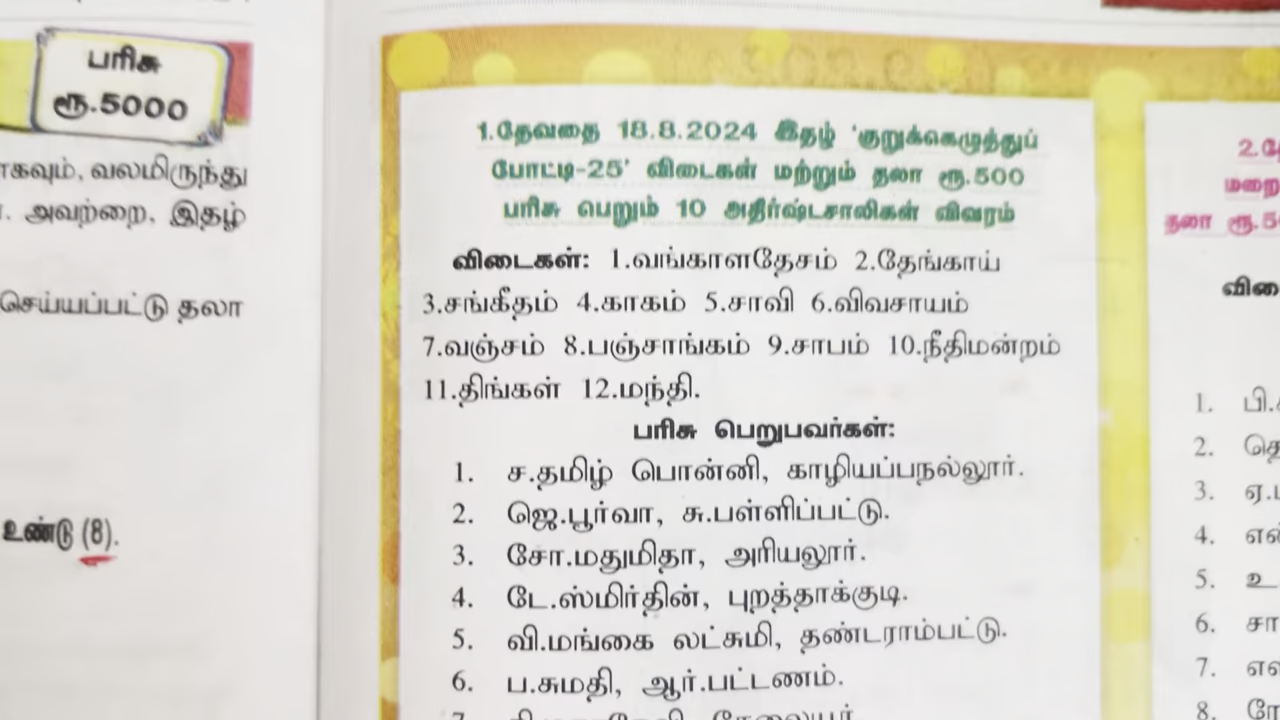 பரிசு
ரூ.5000
வலமிருந்து
அவற்றை, இதழ்
செய்யப்பட்டு தலா
உண்டு (8).
1.தேவதை 18.8.2024 இதழ் 'குறுக்கெழுத்துப்
போட்டி-25' விடைகள் மற்றும் தலா ரூ.500
பரிசு பெறும் 10 அதிர்ஷ்டசாலிகள் விவரம்
விடைகள்: 1.வங்காளதேசம் 2.தேங்காய்
3.சங்கீதம் 4.காகம் 5.சாவி 6.விவசாயம்
7.வஞ்சம் 8.பஞ்சாங்கம் 9.சாபம் 10.நீதிமன்றம்
11.திங்கள் 12.மந்தி.
பரிசு பெறுபவர்கள்:
1. ச.தமிழ் பொன்னி, காழியப்பநல்லூர்.
2. ஜெ.பூர்வா, சு.பள்ளிப்பட்டு.
3. சோ.மதுமிதா, அரியலூர்.
4. டே.ஸ்மிர்தின், புறத்தாக்குடி.
5. வி.மங்கை லட்சுமி, தண்டராம்பட்டு.
6. ப.சுமதி, ஆர்.பட்டணம்.
தலா
1.
2.
3.
4.
5.
6.
7.
8.